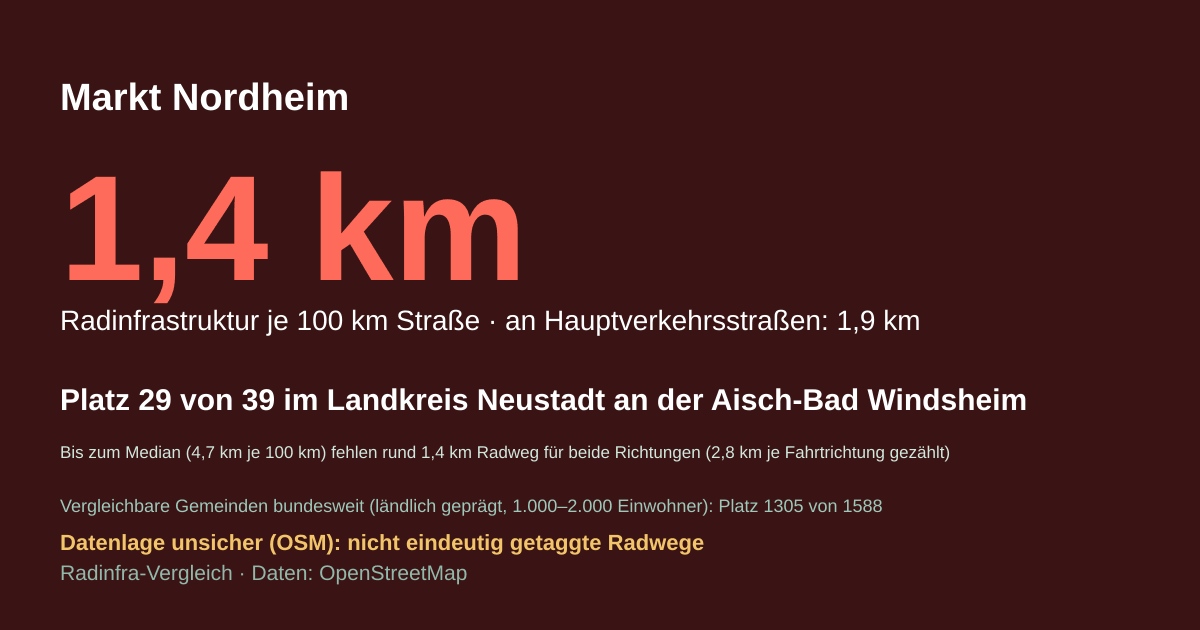 Markt Nordheim
1,4 km
Radinfrastruktur je 100 km Straße · an Hauptverkehrsstraßen: 1,9 km
Platz 29 von 39 im Landkreis Neustadt an der Aisch-Bad Windsheim
Bis zum Median (4,7 km je 100 km) fehlen rund 1,4 km Radweg für beide Richtungen (2,8 km je Fahrtrichtung gezählt)
Vergleichbare Gemeinden bundesweit (ländlich geprägt, 1.000–2.000 Einwohner): Platz 1305 von 1588
Datenlage unsicher (OSM): nicht eindeutig getaggte Radwege
Radinfra-Vergleich · Daten: OpenStreetMap